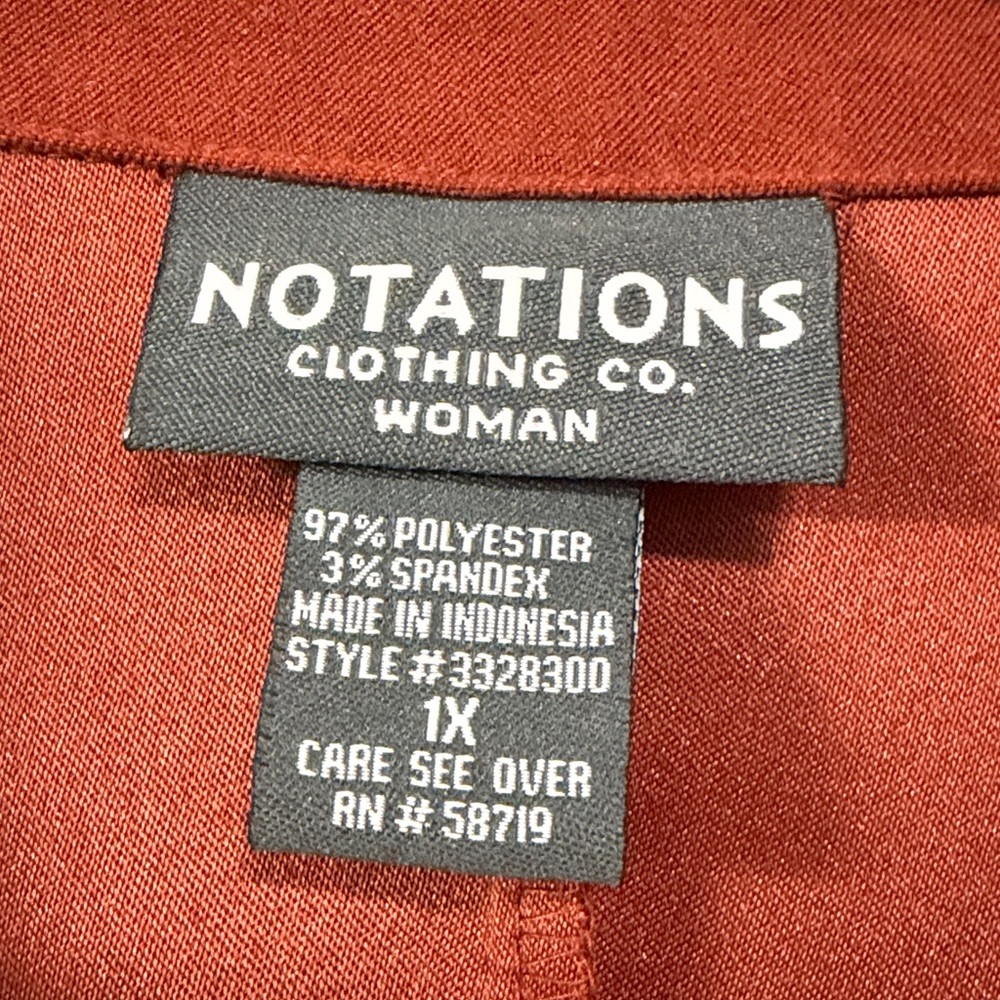 NOTATIONS
CLOTHING CO.
WOMAN
97% POLYESTER
3% SPANDEX
MADE IN INDONESIA
STYLE #3328300
1X
CARE SEE OVER
RN # 58719